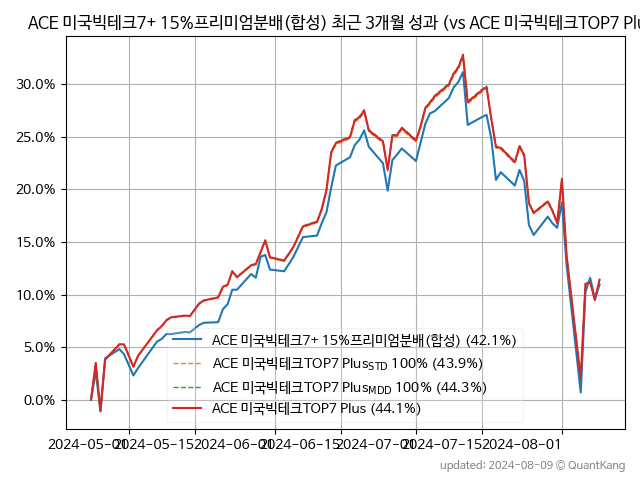 ACE 미국빅테크7+ 15%프리미엄분배(합성) 최근 3개월 성과 (vs ACE 미국빅테크TOP7 Plu
30.0%
25.0%
20.0%
15.0%
10.0%
5.0%
0.0%
ACE 미국빅테크7+ 15%프리미엄분배(합성) (42.1%)
ACE 미국빅테크TOP7 PlusSTD 100% (43.9%)
ACE 미국빅테크TOP7 PlusMDD 100% (44.3%)
ACE 미국빅테크TOP7 Plus (44.1%)
2024-05-01 2024-05-15 2024-06-01 2024-06-15 2024-07-01 2024-07-15 2024-08-01
updated: 2024-08-09 © QuantKang